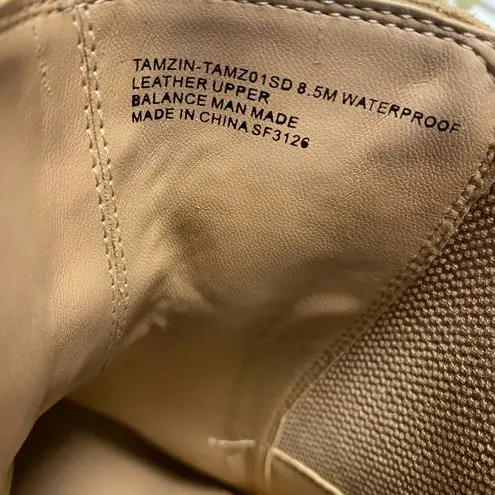 TAMZIN-TAMZ01SD 8.5M WATERPROOF
LEATHER UPPER
BALANCE MAN MADE
MADE IN CHINA SF3126